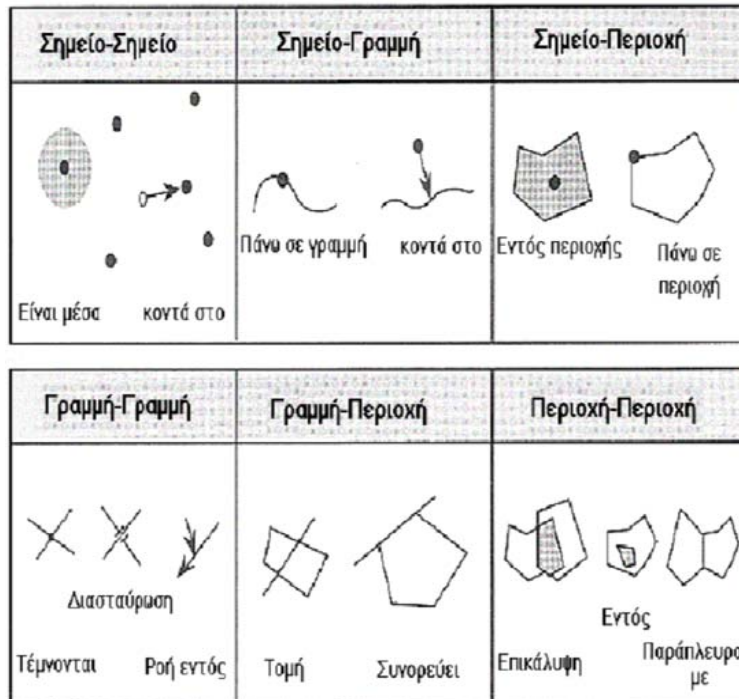 Σημείο-Σημείο
Σημείο-Γραμμή
Σημείο-Περιοχή
Είναι μέσα
κοντά στο
Πάνω σε γραμμή
κοντά στο
Εντός περιοχής
Πάνω σε
περιοχή
Γραμμή-Γραμμή
Γραμμή-Περιοχή
Περιοχή-Περιοχή
Διασταύρωση
Τέμνονται
Ροή εντός
Τομή
Συνορεύει
Εντός
Επικάλυψη
Παράπλευρα
με